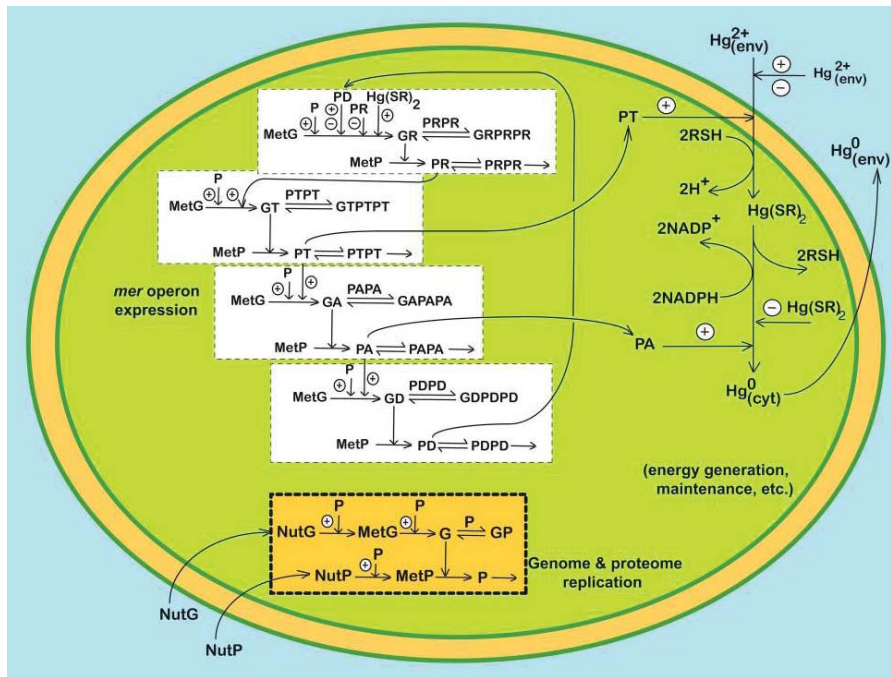 Hg2+(env)
+
−
Hg2+(env)
PD
Hg(SR)2
P + − PR − +
+
MetG GR PRPR GRPRPR
MetP PR PRPR
PT + 2RSH
Hg0(env)
2H+
P
+ + PTPT
MetG GT GTPTPT
MetP PT PTPT
Hg(SR)2
2NADP+
2RSH
2NADPH
mer operon
expression
P
+ + PAPA
MetG GA GAPAPA
MetP PA PAPA
− Hg(SR)2
PA +
Hg0(cyt)
P
+ + PDPD
MetG GD GDPDPD
MetP PD PDPD
(energy generation,
maintenance, etc.)
P P
NutG + MetG + G P GP
P
+
NutP MetP P
Genome & proteome
replication
NutG
NutP